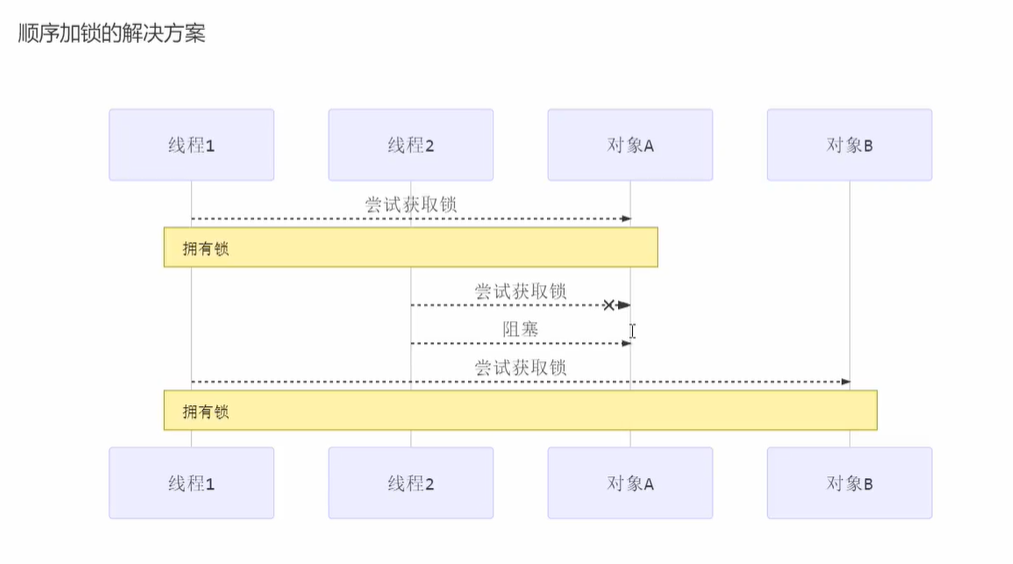 顺序加锁的解决方案
线程1
线程2
对象A
对象B
尝试获取锁
拥有锁
尝试获取锁
阻塞
尝试获取锁
拥有锁
线程1
线程2
对象A
对象B